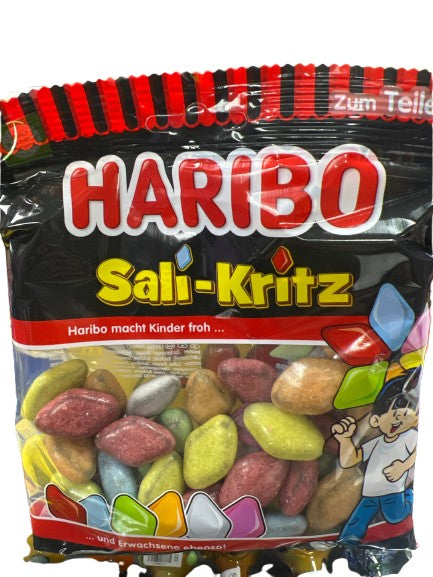 Zum Teile
HARIBO
Sali-Kritz
Haribo macht Kinder froh ...
... und Erwachsene ebenso!